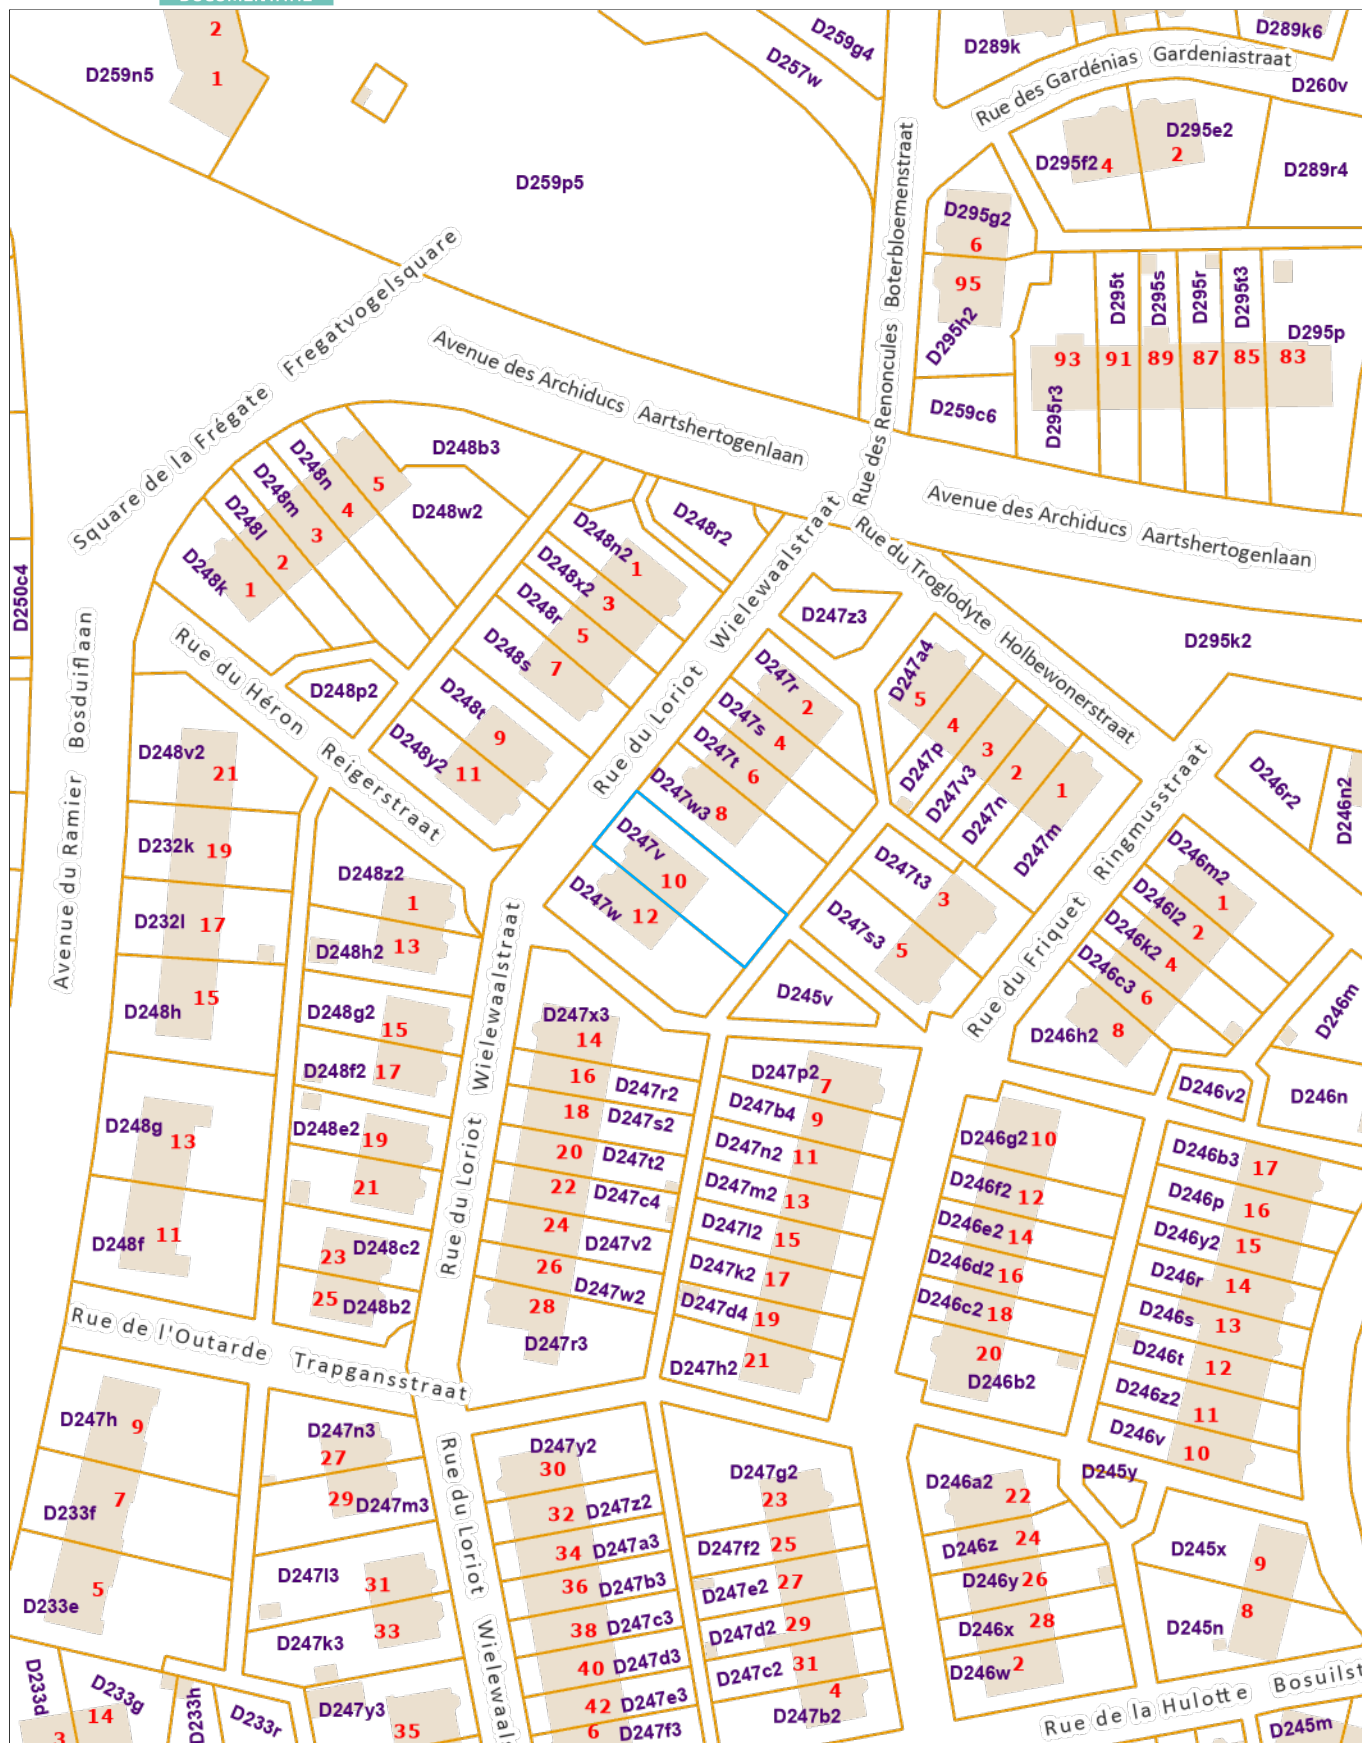 2
D259n5
1
D259g4
D257w
D289k
D289k6
Rue des Gardénias Gardeniastraat
D260v
D295e2
D295f2
4
2
D289r4
D259p5
D295g2
6
95
D295h2
Rue des Renoncules Boterbloemenstraat
D295t
D295s
D295r
D295t3
D295p
93
91
89
87
85
83
D295r3
D259c6
Square de la Frégate Fregatvogelsquare
Avenue des Archiducs Aartshertogenlaan
Avenue des Archiducs Aartshertogenlaan
D248b3
D248n
5
D248m
4
D248w2
D248l
3
2
D248k
1
D248r2
D248n2
1
D248x2
3
D248r
5
D248s
7
D250c4
Rue du Loriot Wielewaalstraat
Rue du Troglodyte Holbewonerstraat
D247z3
D295k2
D247a4
5
D247r
2
D248p2
D248t
9
D248y2
11
D247s
4
D247t
6
D247w3
8
4
D247p
3
D247v3
2
D247n
1
D247m
Rue du Héron Reigerstraat
Avenue du Ramier Bosduiflaan
D248v2
21
D232k
19
D232l
17
D248h
15
D246r2
D246n2
Rue du Friquet Ringmusstraat
D247v
10
D247w
12
D247t3
3
D247s3
5
D246m2
1
D246l2
2
D246k2
4
D246c3
6
D246h2
8
D248z2
1
D248h2
13
D248g2
15
D248f2
17
D248e2
19
21
D248c2
23
D248b2
25
D245v
D246m
D246v2
D246n
Rue du Loriot Wielewaalstraat
D247x3
14
16
D247r2
18
D247s2
20
D247t2
22
D247c4
24
D247v2
26
D247w2
28
D247r3
D247p2
7
D247b4
9
D247n2
11
D247m2
13
D247l2
15
D247k2
17
D247d4
19
D247h2
21
D246g2
10
D246f2
12
D246e2
14
D246d2
16
D246c2
18
20
D246b2
D246b3
17
D246p
16
D246y2
15
D246r
14
D246s
13
D246t
12
D246z2
11
D246v
10
D248g
13
D248f
11
Rue de l'Outarde Trapgansstraat
D247h
9
D233f
7
D233e
5
D247n3
27
29
D247m3
D247l3
31
D247k3
33
D247y3
35
Rue du Loriot Wielewaal
D247y2
30
32
D247z2
34
D247a3
36
D247b3
38
D247c3
40
D247d3
42
D247e3
6
D247f3
D247g2
23
D247f2
25
D247e2
27
D247d2
29
D247c2
31
4
D247b2
D246a2
22
D246z
24
D246y
26
D246x
28
D246w
2
D245y
D245x
9
8
D245n
Rue de la Hulotte Bosuilst
D245m
D233d
D233g
14
3
D233h
D233r